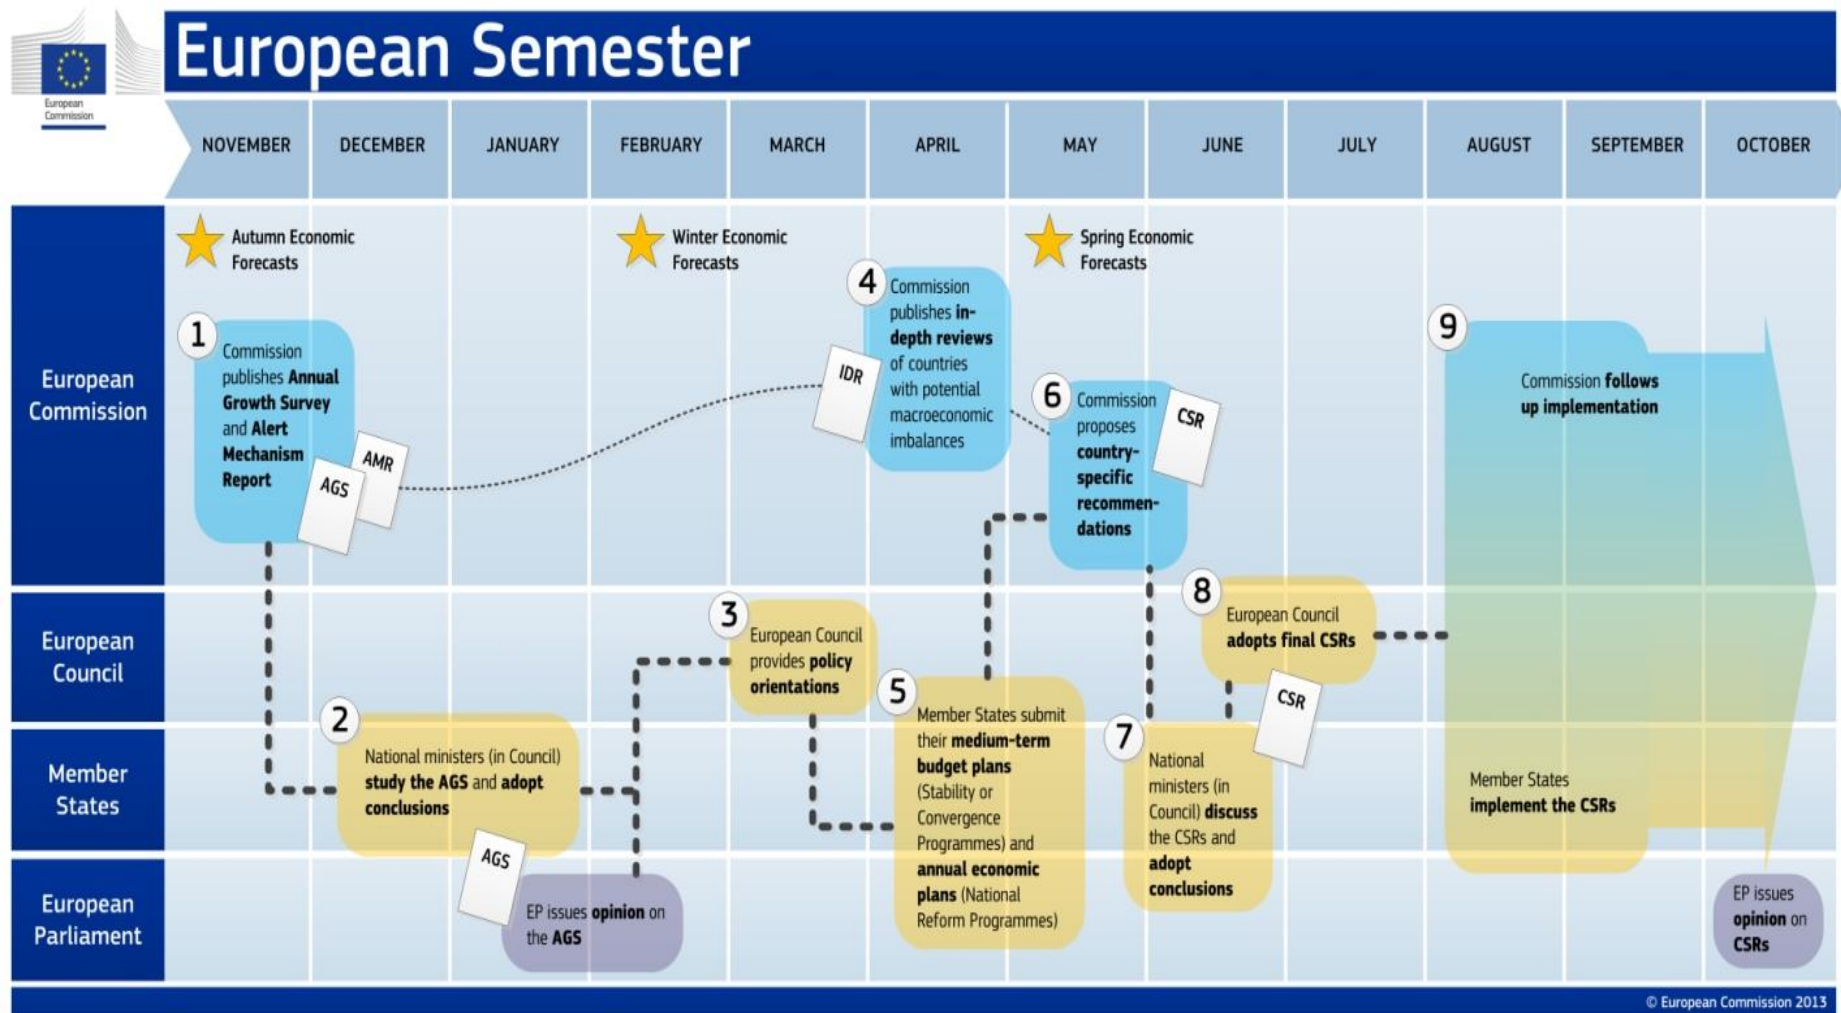 European
Commission
European Semester
NOVEMBER
DECEMBER
JANUARY
FEBRUARY
MARCH
APRIL
MAY
JUNE
JULY
AUGUST
SEPTEMBER
OCTOBER
European
Commission
Autumn Economic
Forecasts
Winter Economic
Forecasts
Spring Economic
Forecasts
1
Commission
publishes Annual
Growth Survey
and Alert
Mechanism
Report
AGS
AMR
IDR
4
Commission
publishes in-
depth reviews
of countries
with potential
macroeconomic
imbalances
6
Commission
proposes
country-
specific
recommen-
dations
CSR
9
Commission follows
up implementation
European
Council
3
European Council
provides policy
orientations
8
European Council
adopts final CSRs
CSR
Member
States
2
National ministers (in Council)
study the AGS and adopt
conclusions
AGS
5
Member States submit
their medium-term
budget plans
(Stability or
Convergence
Programmes) and
annual economic
plans (National
Reform Programmes)
7
National
ministers (in
Council) discuss
the CSRs and
adopt
conclusions
Member States
implement the CSRs
European
Parliament
EP issues opinion on
the AGS
EP issues
opinion on
CSRs
© European Commission 2013